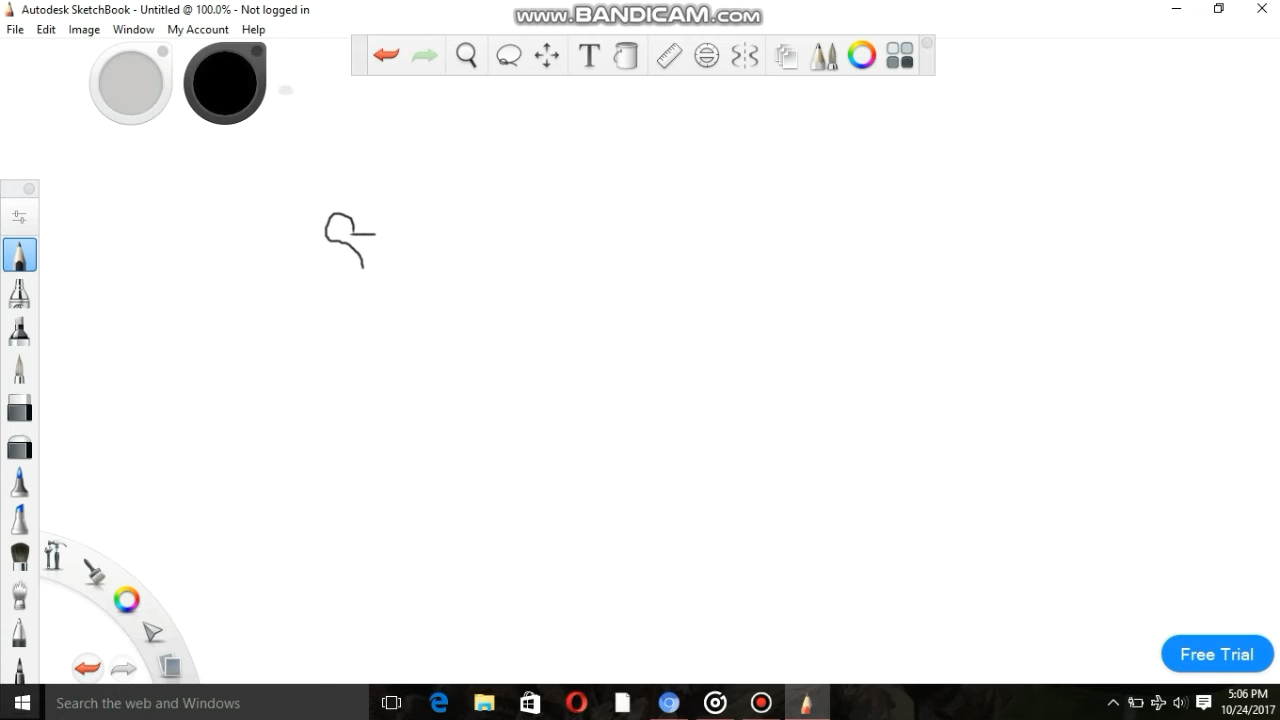 Autodesk SketchBook - Untitled @ 100.0% - Not logged in
www.BANDICAM.com
File Edit Image Window My Account Help
T
Free Trial
Search the web and Windows
5:06 PM
10/24/2017